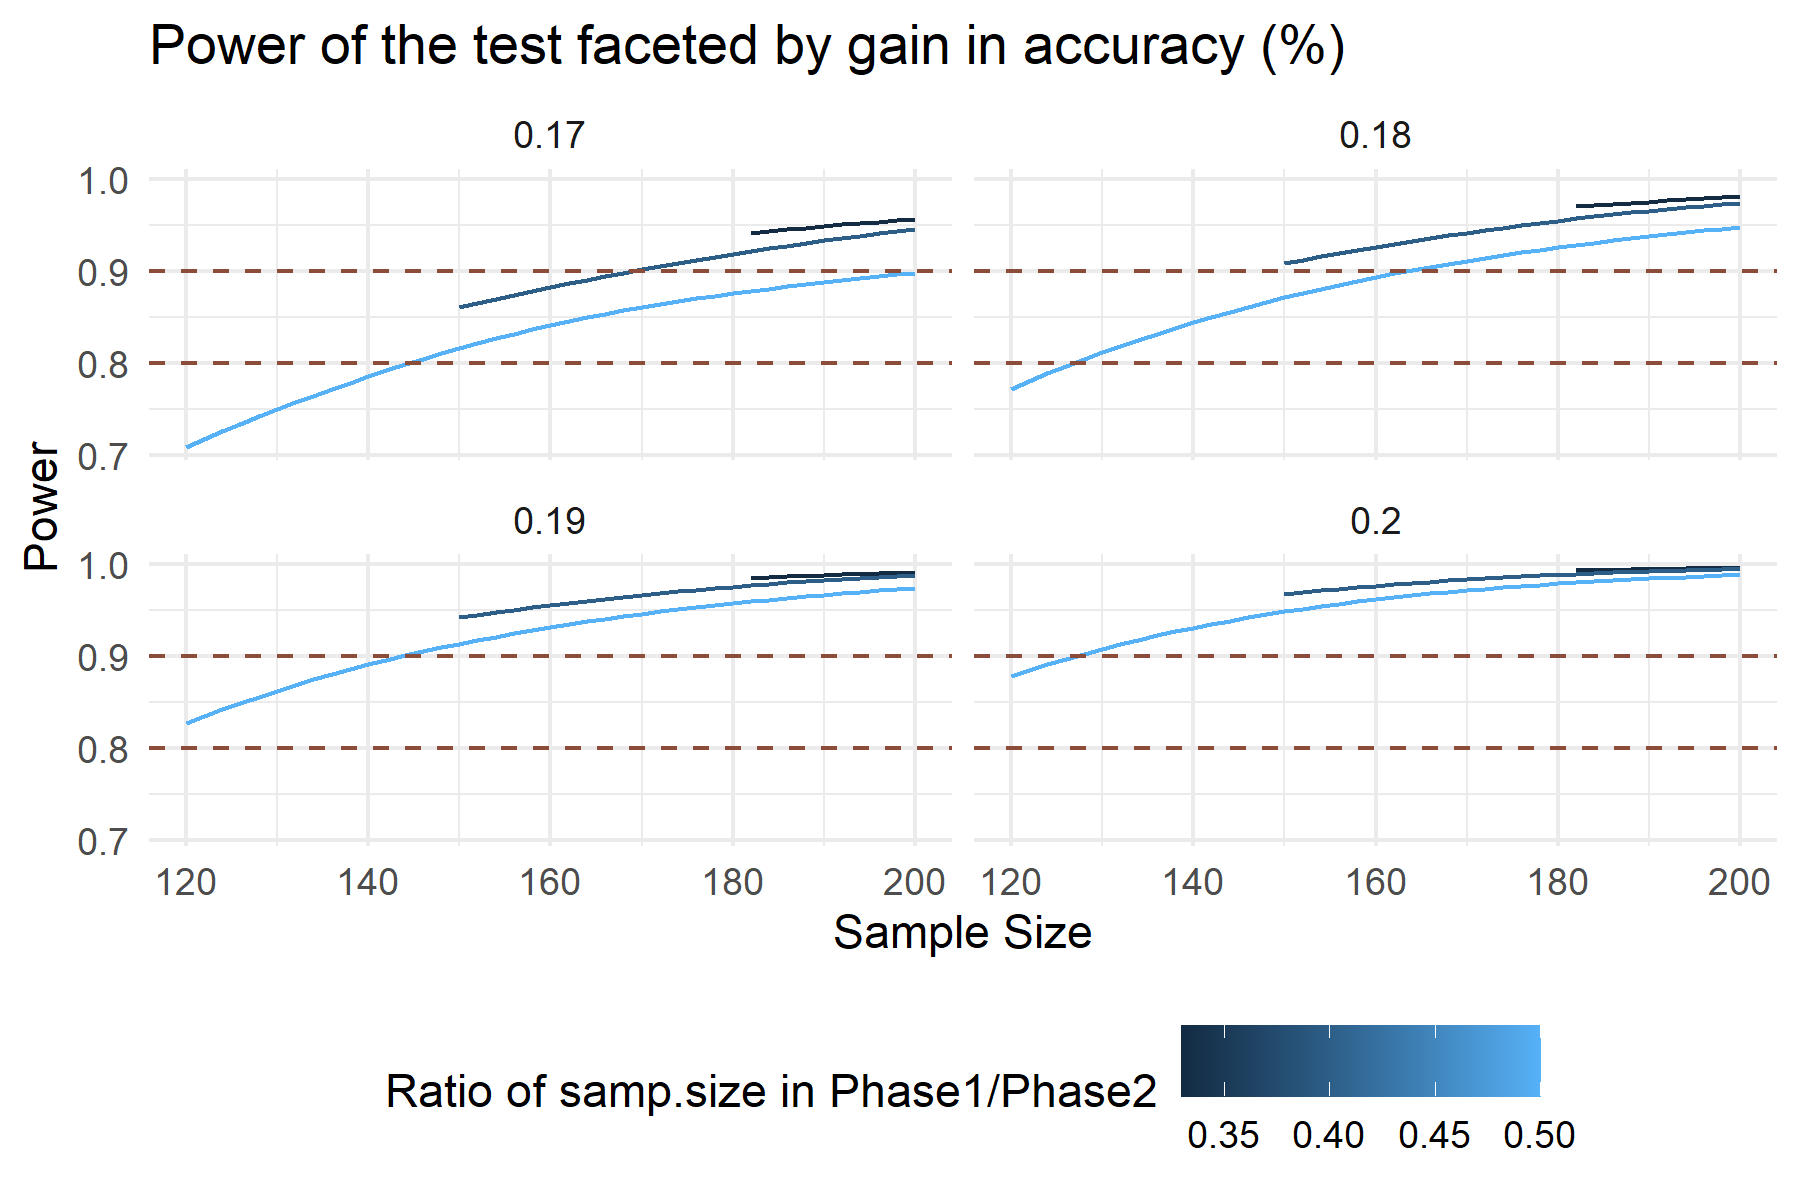 Power of the test faceted by gain in accuracy (%)
0.17 0.18
1.0
0.9
0.8
0.7
Power
0.19 0.2
1.0
0.9
0.8
0.7
120 140 160 180 200 120 140 160 180 200
Sample Size
Ratio of samp.size in Phase1/Phase2
0.35 0.40 0.45 0.50